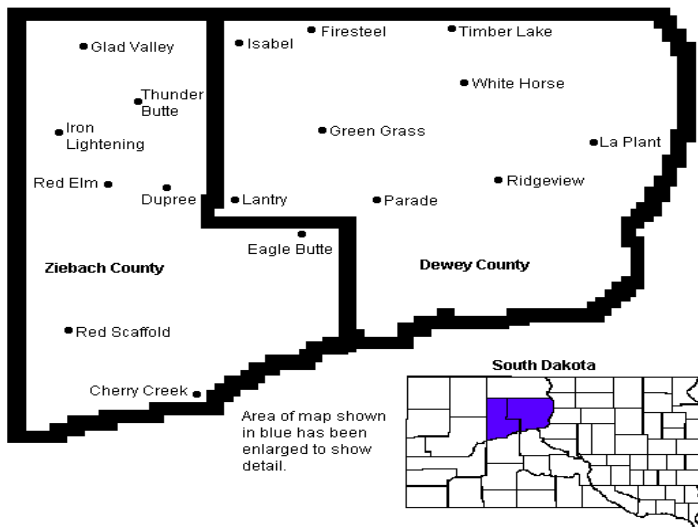 Glad Valley
Isabel
Firesteel
Timber Lake
Thunder
Butte
White Horse
Iron
Lightening
Green Grass
La Plant
Red Elm
Dupree
Lantry
Parade
Ridgeview
Eagle Butte
Ziebach County
Dewey County
Red Scaffold
Cherry Creek
Area of map shown
in blue has been
enlarged to show
detail.
South Dakota